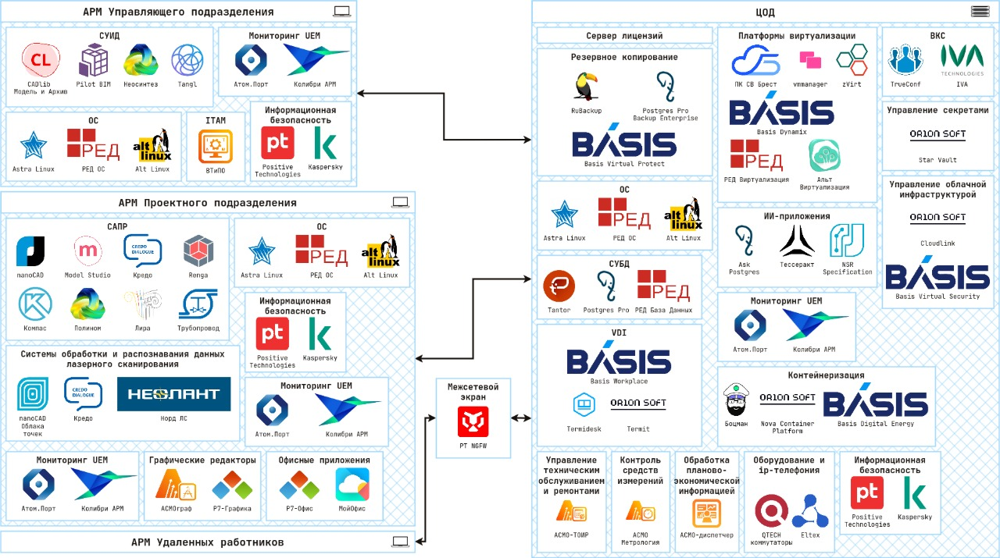 АРМ Управляющего подразделения
СУИД
CL
CADlib
Модель и Архив
Pilot BIM
Неосинтез
Tangl
Мониторинг UEM
Атом.Порт
Колибри АРМ
ОС
Astra Linux
РЕД
РЕД ОС
alt
linux
Alt Linux
ITAM
ВТиПО
Информационная
безопасность
pt
Positive
Technologies
Kaspersky
АРМ Проектного подразделения
САПР
nanoCAD
m
Model Studio
CREDO
DIALOGUE
Кредо
Renga
Компас
Полином
Лира
Трубопровод
ОС
Astra Linux
РЕД
РЕД ОС
alt
linux
Alt Linux
Информационная
безопасность
pt
Positive
Technologies
Kaspersky
Системы обработки и распознавания данных
лазерного сканирования
nanoCAD
Облака
точек
CREDO
DIALOGUE
Кредо
НЕОЛАНТ
Норд ЛС
Мониторинг UEM
Атом.Порт
Колибри АРМ
Мониторинг UEM
Атом.Порт
Колибри АРМ
Графические редакторы
АСМОграф
Р7-Графика
Офисные приложения
Р7-Офис
МойОфис
АРМ Удаленных работников
Межсетевой
экран
PT NGFW
ЦОД
Сервер лицензий
Резервное копирование
RuBackup
Postgres Pro
Backup Enterprise
BASIS
Basis Virtual Protect
ОС
Astra Linux
РЕД
РЕД ОС
alt
linux
Alt Linux
СУБД
Tantor
Postgres Pro
РЕД
РЕД База Данных
VDI
BASIS
Basis Workplace
Termidesk
ORION SOFT
Termit
Платформы виртуализации
ПК СВ Брест
vmmanager
zVirt
BASIS
Basis Dynamix
РЕД
РЕД Виртуализация
Альт
Виртуализация
ИИ-приложения
Ask
Postgres
Тессеракт
NSR
Specification
Мониторинг UEM
Атом.Порт
Колибри АРМ
Контейнеризация
Боцман
ORION SOFT
Nova Container
Platform
BASIS
Basis Digital Energy
ВКС
TrueConf
IVA
TECHNOLOGIES
IVA
Управление секретами
ORION SOFT
Star Vault
Управление облачной
инфраструктурой
ORION SOFT
Cloudlink
BASIS
Basis Virtual Security
Управление
техническим
обслуживанием
и ремонтами
АСМО-ТОИР
Контроль
средств
измерений
АСМО
Метрология
Обработка
планово-
экономической
информацией
АСМО-диспетчер
Оборудование и
ip-телефония
QTECH
коммутаторы
Eltex
Информационная
безопасность
pt
Positive
Technologies
Kaspersky